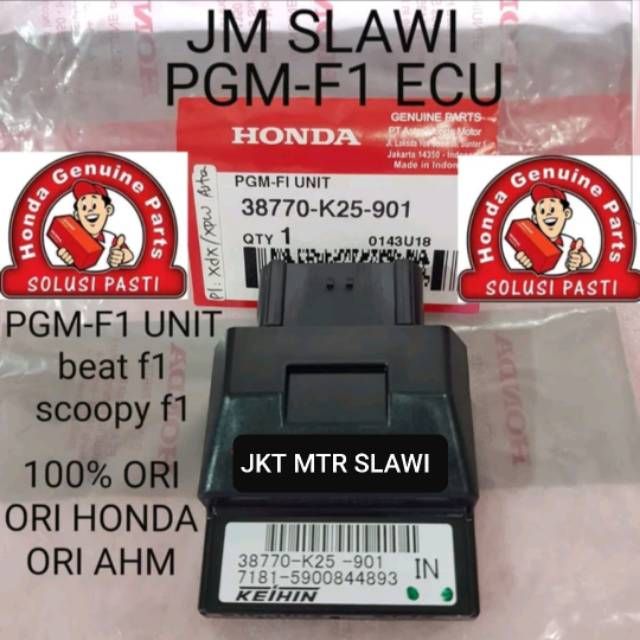 JM SLAWI
PGM-F1 ECU
GENUINE PARTS
HONDA
Jakarta 14350 - Indonesia
Made in Indonesia
PGM-FI UNIT
38770-K25-901
QTY 1
0143U18
Honda Genuine Parts
SOLUSI PASTI
Honda Genuine Parts
SOLUSI PASTI
PGM-F1 UNIT
beat f1
scoopy f1
100% ORI
ORI HONDA
ORI AHM
JKT MTR SLAWI
38770-K25 -901
7181-5900844893
IN
KEIHIN